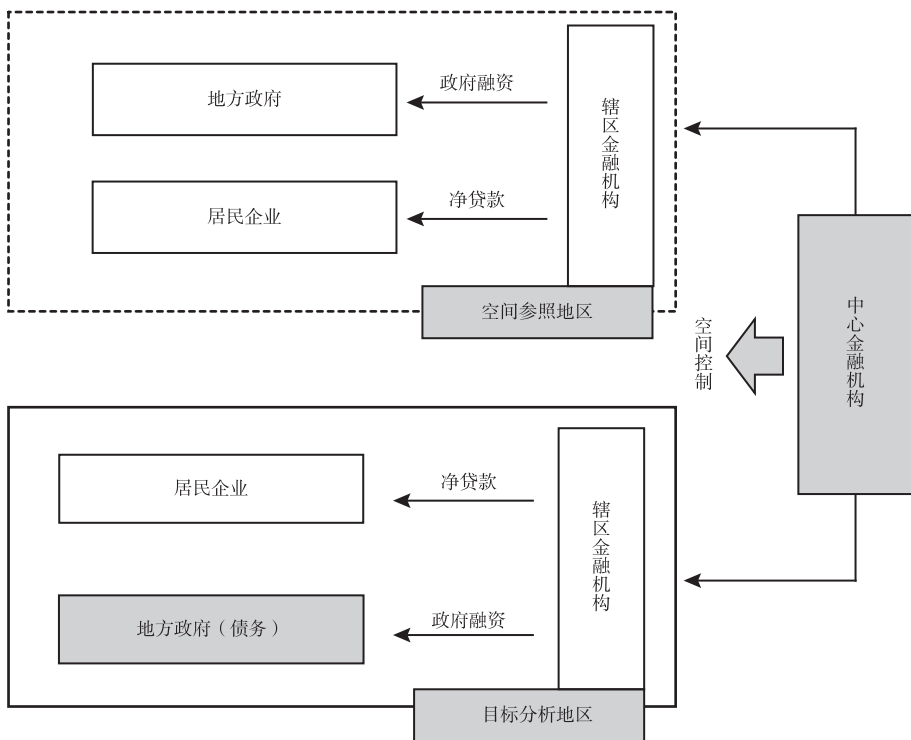 政府融资
地方政府
辖区金融机构
净贷款
居民企业
空间参照地区
中心金融机构
空间控制
净贷款
居民企业
辖区金融机构
政府融资
地方政府（债务）
目标分析地区